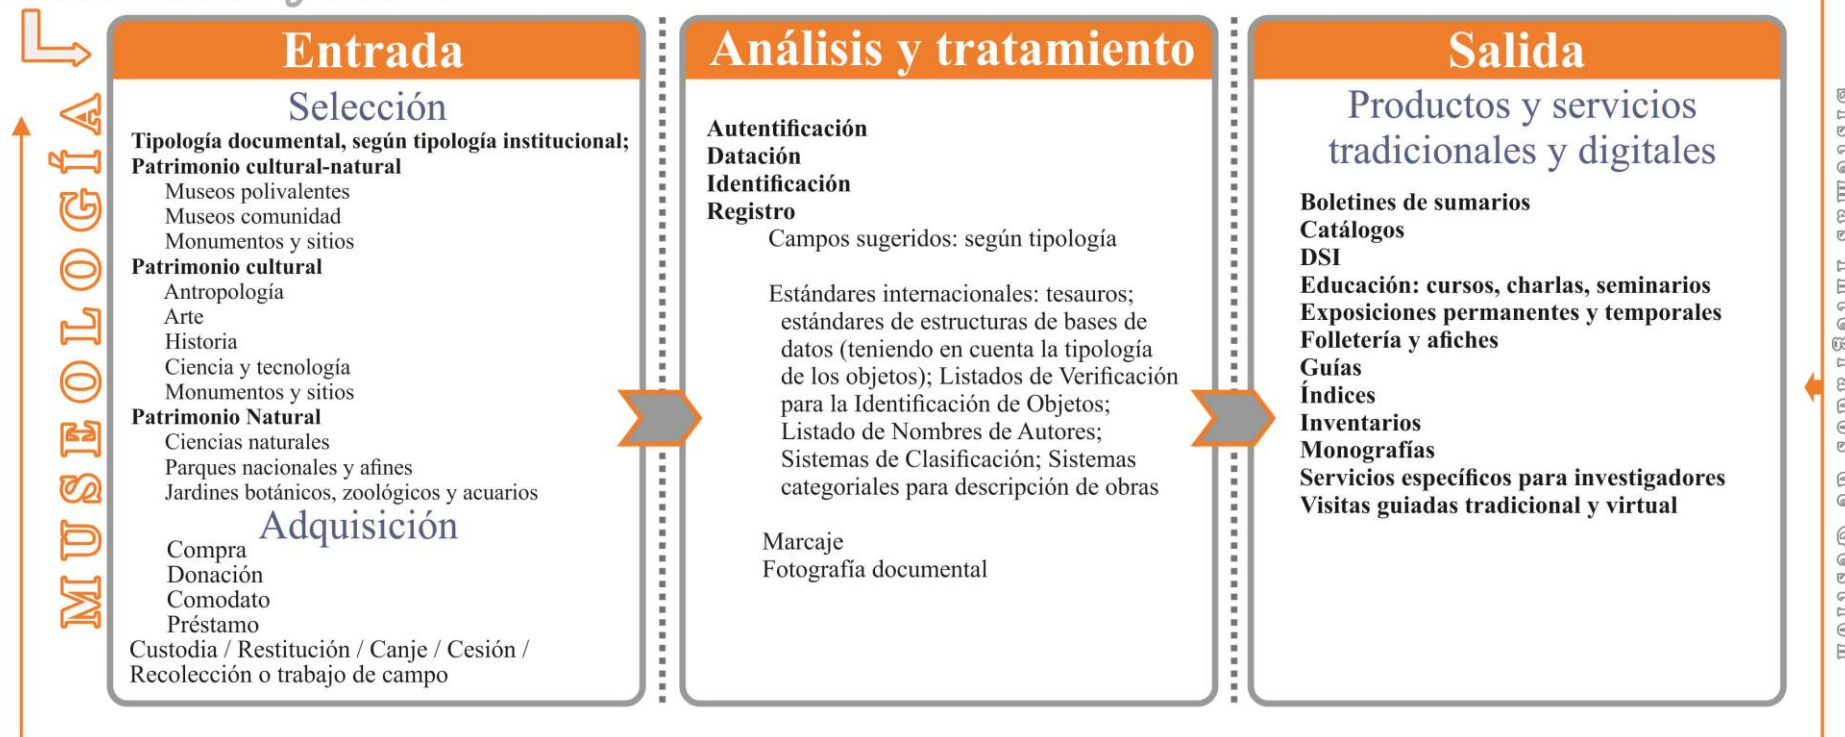 MUSEOLOGÍA
Entrada
Selección
Tipología documental, según tipología institucional;
Patrimonio cultural-natural
Museos polivalentes
Museos comunidad
Monumentos y sitios
Patrimonio cultural
Antropología
Arte
Historia
Ciencia y tecnología
Monumentos y sitios
Patrimonio Natural
Ciencias naturales
Parques nacionales y afines
Jardines botánicos, zoológicos y acuarios
Adquisición
Compra
Donación
Comodato
Préstamo
Custodia / Restitución / Canje / Cesión /
Recolección o trabajo de campo
Análisis y tratamiento
Autentificación
Datación
Identificación
Registro
Campos sugeridos: según tipología
Estándares internacionales: tesauros;
estándares de estructuras de bases de
datos (teniendo en cuenta la tipología
de los objetos); Listados de Verificación
para la Identificación de Objetos;
Listado de Nombres de Autores;
Sistemas de Clasificación; Sistemas
categoriales para descripción de obras
Marcaje
Fotografía documental
Salida
Productos y servicios
tradicionales y digitales
Boletines de sumarios
Catálogos
DSI
Educación: cursos, charlas, seminarios
Exposiciones permanentes y temporales
Folletería y afiches
Guías
Índices
Inventarios
Monografías
Servicios específicos para investigadores
Visitas guiadas tradicional y virtual